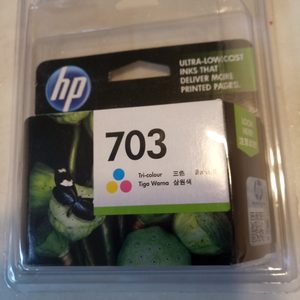 hp
ULTRA-LOW-COST
INKS THAT
DELIVER MORE
PRINTED PAGES.
703
Tri-colour 三色
Tiga Warna 삼원색
hp